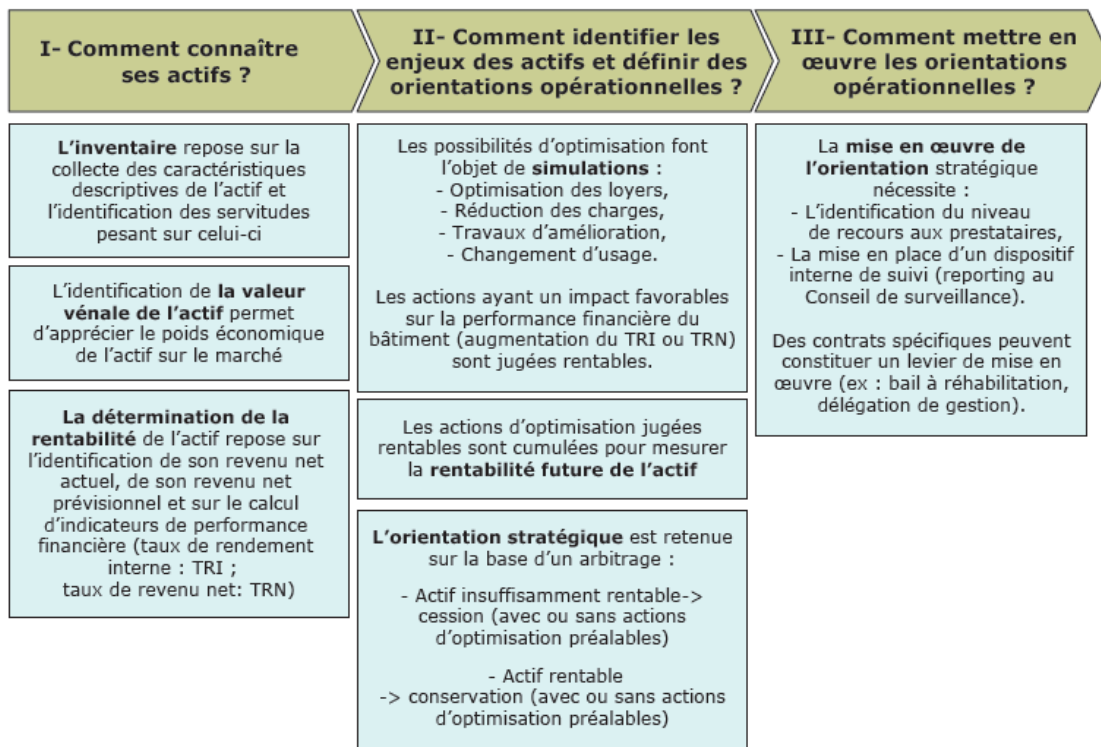 I- Comment connaître
ses actifs ?
L'inventaire repose sur la
collecte des caractéristiques
descriptives de l'actif et
l'identification des servitudes
pesant sur celui-ci
L'identification de la valeur
vénale de l'actif permet
d'apprécier le poids économique
de l'actif sur le marché
La détermination de la
rentabilité de l'actif repose sur
l'identification de son revenu net
actuel, de son revenu net
prévisionnel et sur le calcul
d'indicateurs de performance
financière (taux de rendement
interne : TRI ;
taux de revenu net: TRN)
II- Comment identifier les
enjeux des actifs et définir des
orientations opérationnelles ?
Les possibilités d'optimisation font
l'objet de simulations :
- Optimisation des loyers,
- Réduction des charges,
- Travaux d'amélioration,
- Changement d'usage.
Les actions ayant un impact favorables
sur la performance financière du
bâtiment (augmentation du TRI ou TRN)
sont jugées rentables.
Les actions d'optimisation jugées
rentables sont cumulées pour mesurer
la rentabilité future de l'actif
L'orientation stratégique est retenue
sur la base d'un arbitrage :
- Actif insuffisamment rentable->
cession (avec ou sans actions
d'optimisation préalables)
- Actif rentable
-> conservation (avec ou sans actions
d'optimisation préalables)
III- Comment mettre en
œuvre les orientations
opérationnelles ?
La mise en œuvre de
l'orientation stratégique
nécessite :
- L'identification du niveau
de recours aux prestataires,
- La mise en place d'un dispositif
interne de suivi (reporting au
Conseil de surveillance).
Des contrats spécifiques peuvent
constituer un levier de mise en
œuvre (ex : bail à réhabilitation,
délégation de gestion).